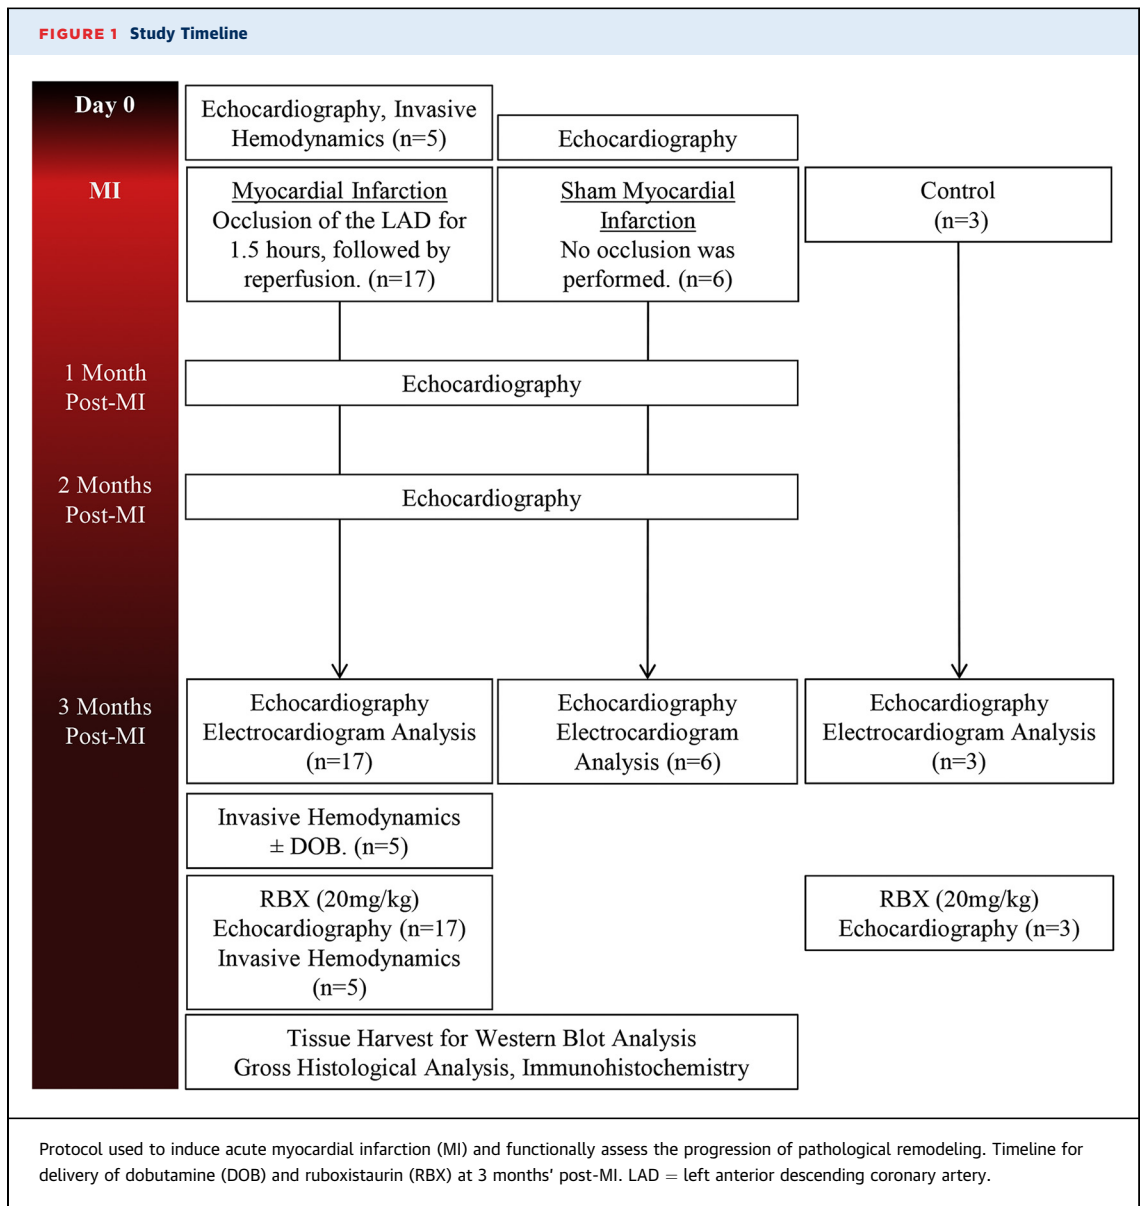 FIGURE 1 Study Timeline
Day 0
Echocardiography, Invasive
Hemodynamics (n=5)
Echocardiography
MI
Myocardial Infarction
Occlusion of the LAD for
1.5 hours, followed by
reperfusion. (n=17)
Sham Myocardial
Infarction
No occlusion was
performed. (n=6)
Control
(n=3)
1 Month
Post-MI
Echocardiography
2 Months
Post-MI
Echocardiography
3 Months
Post-MI
Echocardiography
Electrocardiogram Analysis
(n=17)
Echocardiography
Electrocardiogram
Analysis (n=6)
Echocardiography
Electrocardiogram Analysis
(n=3)
Invasive Hemodynamics
± DOB. (n=5)
RBX (20mg/kg)
Echocardiography (n=17)
Invasive Hemodynamics
(n=5)
RBX (20mg/kg)
Echocardiography (n=3)
Tissue Harvest for Western Blot Analysis
Gross Histological Analysis, Immunohistochemistry
Protocol used to induce acute myocardial infarction (MI) and functionally assess the progression of pathological remodeling. Timeline for
delivery of dobutamine (DOB) and ruboxistaurin (RBX) at 3 months' post-MI. LAD = left anterior descending coronary artery.